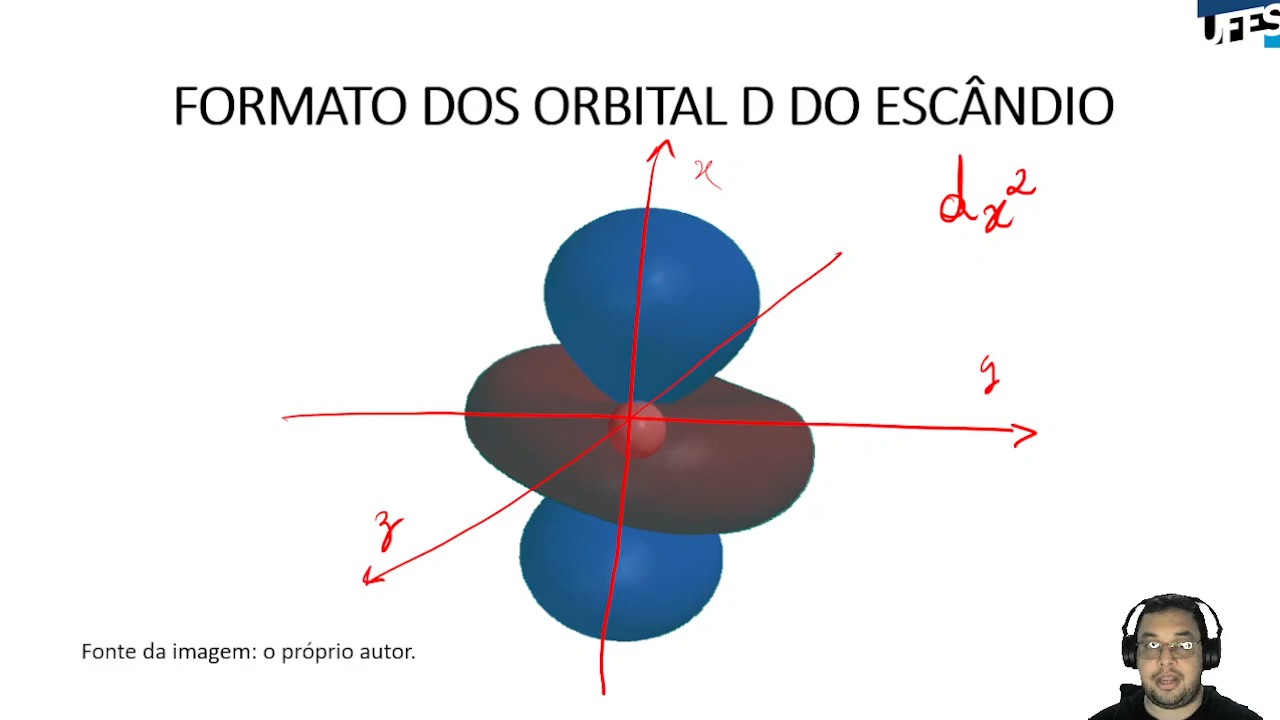 UFES
FORMATO DOS ORBITAL D DO ESCÂNDIO
x
dx²
y
z
Fonte da imagem: o próprio autor.